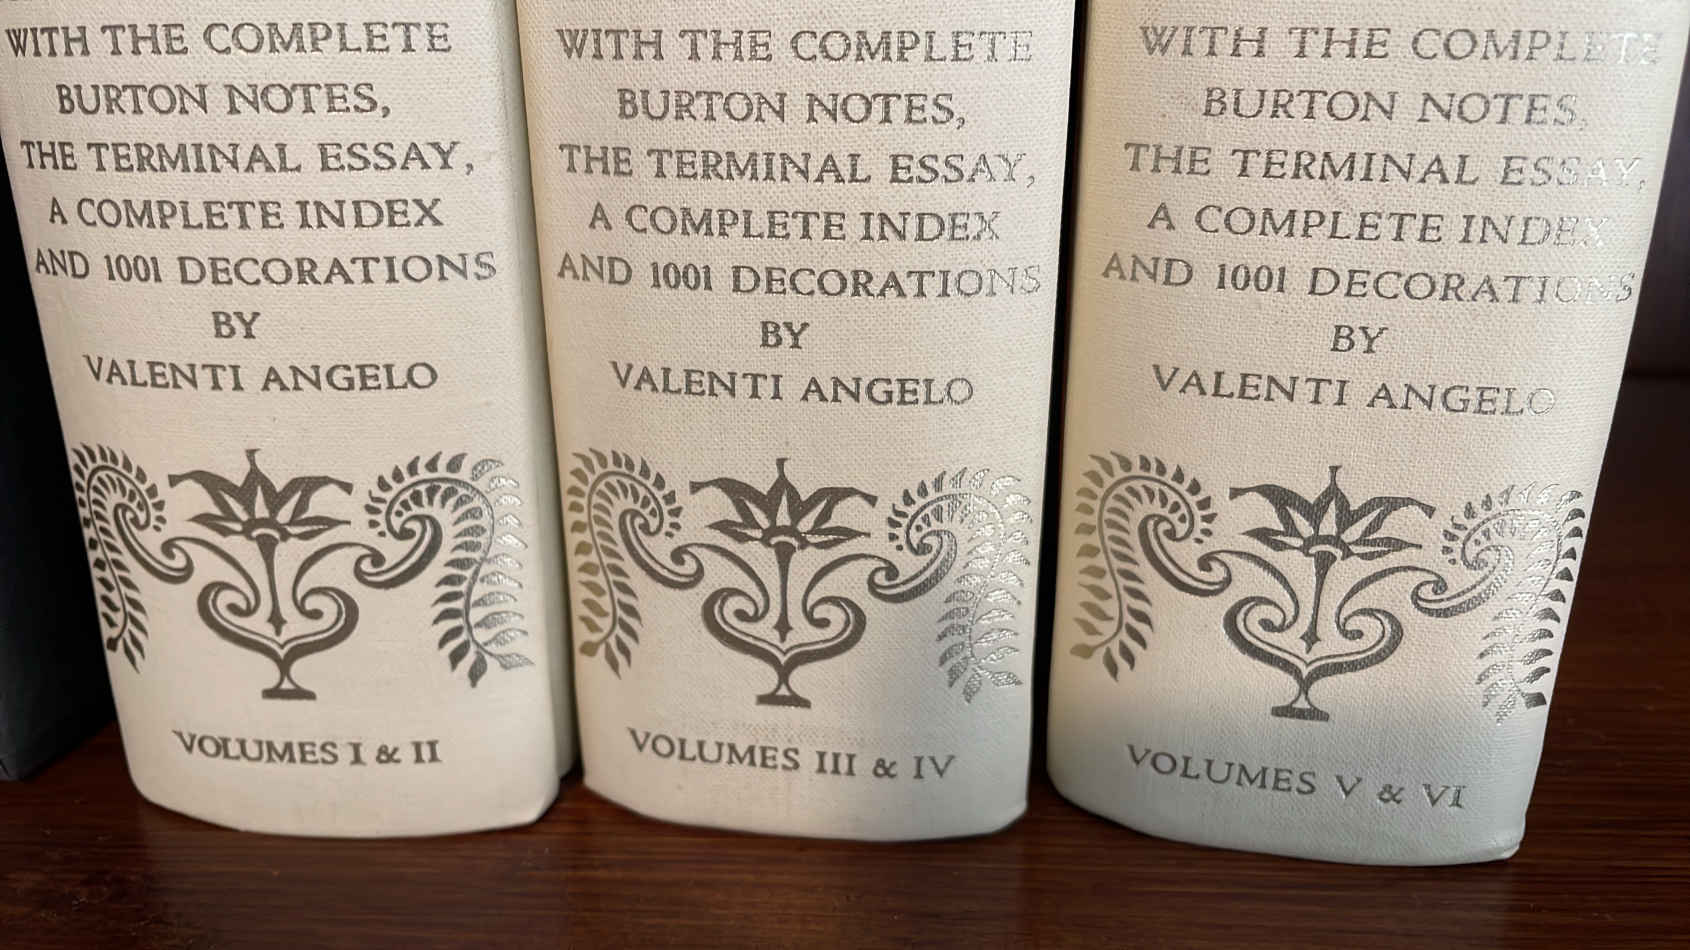 WITH THE COMPLETE
BURTON NOTES,
THE TERMINAL ESSAY,
A COMPLETE INDEX
AND 1001 DECORATIONS
BY
VALENTI ANGELO
VOLUMES I & II
WITH THE COMPLETE
BURTON NOTES,
THE TERMINAL ESSAY,
A COMPLETE INDEX
AND 1001 DECORATIONS
BY
VALENTI ANGELO
VOLUMES III & IV
WITH THE COMPLETE
BURTON NOTES,
THE TERMINAL ESSAY,
A COMPLETE INDEX
AND 1001 DECORATIONS
BY
VALENTI ANGELO
VOLUMES V & VI